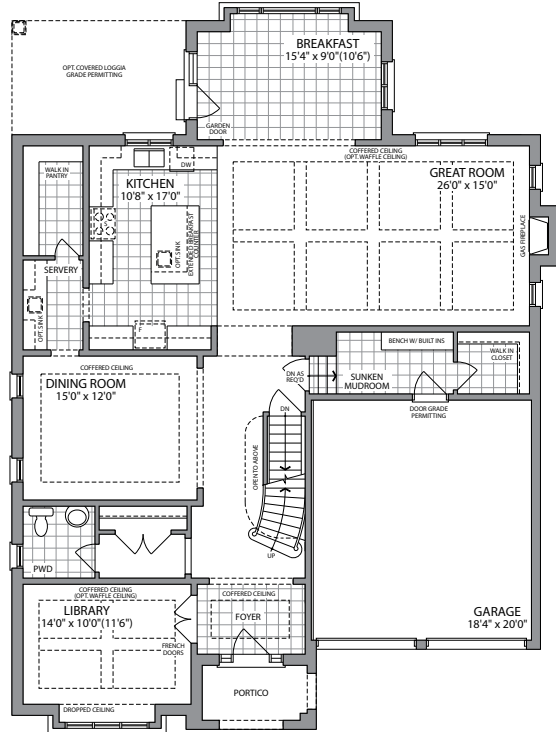 BREAKFAST
15'4" x 9'0"(10'6")
OPT. COVERED LOGGIA
GRADE PERMITTING
GARDEN
DOOR
COFFERED CEILING
(OPT. WAFFLE CEILING)
WALK IN
PANTRY
DW
KITCHEN
10'8" x 17'0"
GREAT ROOM
26'0" x 15'0"
GAS FIREPLACE
OPT. SINK
EXTENDED BREAKFAST
COUNTER
SERVERY
OPT. SINK
F
BENCH W/ BUILT INS
WALK IN
CLOSET
COFFERED CEILING
DINING ROOM
15'0" x 12'0"
DN AS
REQ'D
SUNKEN
MUDROOM
DN
DOOR GRADE
PERMITTING
OPEN TO ABOVE
UP
PWD
COFFERED CEILING
(OPT. WAFFLE CEILING)
LIBRARY
14'0" x 10'0"(11'6")
COFFERED CEILING
FOYER
FRENCH
DOORS
GARAGE
18'4" x 20'0"
PORTICO
DROPPED CEILING